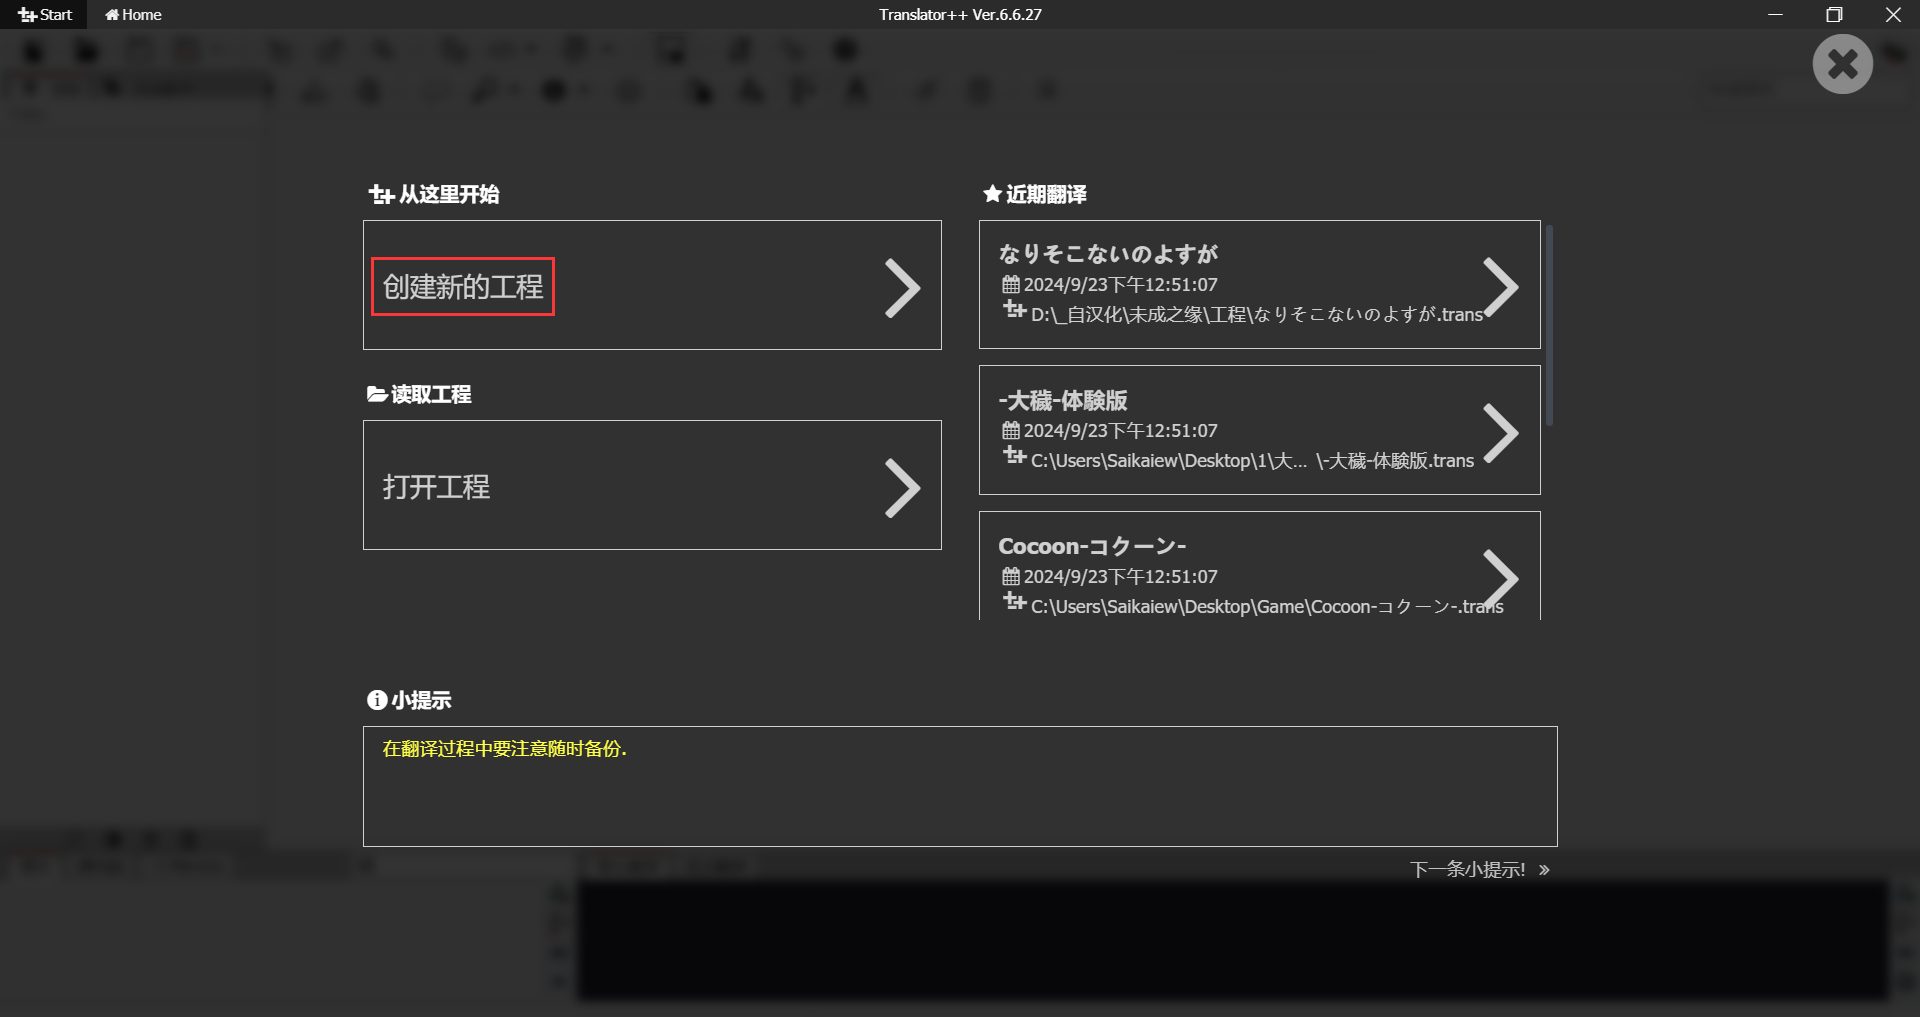 Start
Home
Translator++ Ver.6.6.27
从这里开始
创建新的工程
读取工程
打开工程
近期翻译
なりそこないのよすが
2024/9/23下午12:51:07
D:\_自汉化\未成之缘\工程\なりそこないのよすが.trans
-大穢-体験版
2024/9/23下午12:51:07
C:\Users\Saikaiew\Desktop\1\大... \-大穢-体験版.trans
Cocoon-コクーン-
2024/9/23下午12:51:07
C:\Users\Saikaiew\Desktop\Game\Cocoon-コクーン-.trans
小提示
在翻译过程中要注意随时备份.
下一条小提示! »